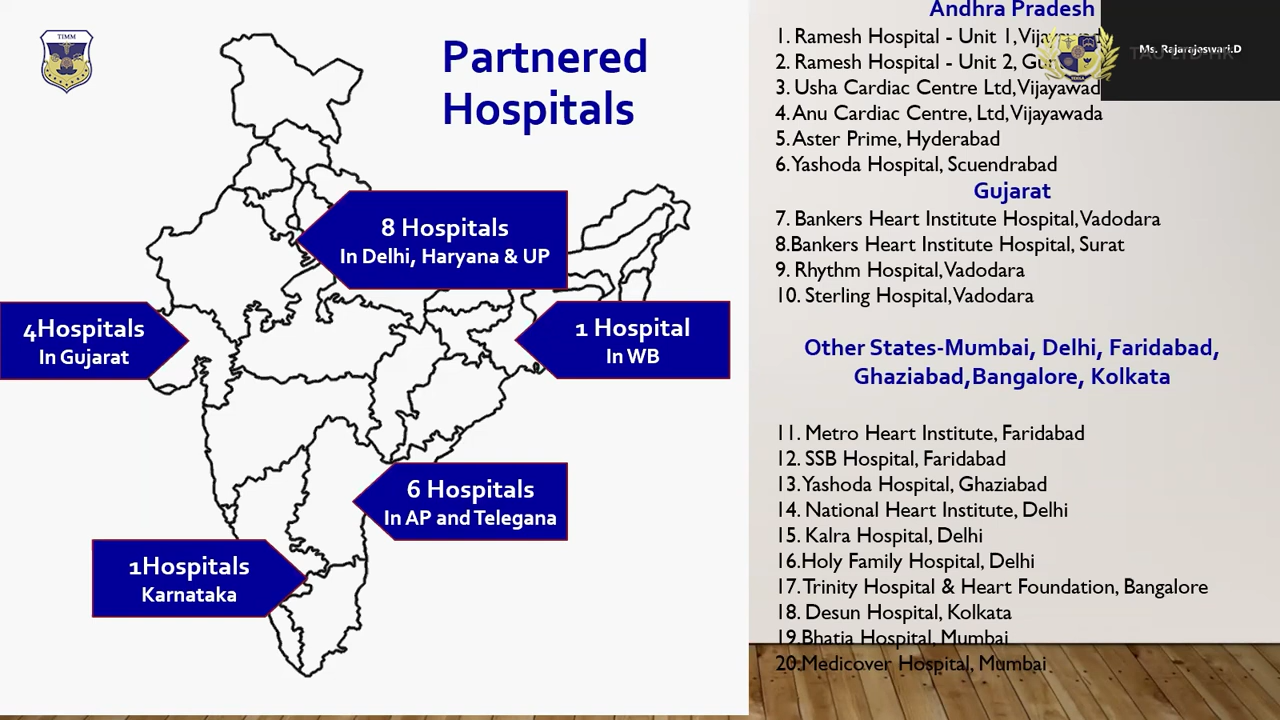 TIMM
Partnered
Hospitals
8 Hospitals
In Delhi, Haryana & UP
4Hospitals
In Gujarat
1 Hospital
In WB
6 Hospitals
In AP and Telegana
1Hospitals
Karnataka
Andhra Pradesh
1. Ramesh Hospital - Unit 1,
2. Ramesh Hospital - Unit 2,
3. Usha Cardiac Centre Ltd,Vijayawad
4. Anu Cardiac Centre, Ltd,Vijayawada
5. Aster Prime, Hyderabad
6. Yashoda Hospital, Scuendrabad
Gujarat
7. Bankers Heart Institute Hospital,Vadodara
8.Bankers Heart Institute Hospital, Surat
9. Rhythm Hospital,Vadodara
10. Sterling Hospital,Vadodara
Other States-Mumbai, Delhi, Faridabad,
Ghaziabad,Bangalore, Kolkata
11. Metro Heart Institute, Faridabad
12. SSB Hospital, Faridabad
13. Yashoda Hospital, Ghaziabad
14. National Heart Institute, Delhi
15. Kalra Hospital, Delhi
16.Holy Family Hospital, Delhi
17. Trinity Hospital & Heart Foundation, Bangalore
18. Desun Hospital, Kolkata
19.Bhatia Hospital, Mumbai
20.Medicover Hospital, Mumbai
Ms. Rajarajeswari.D